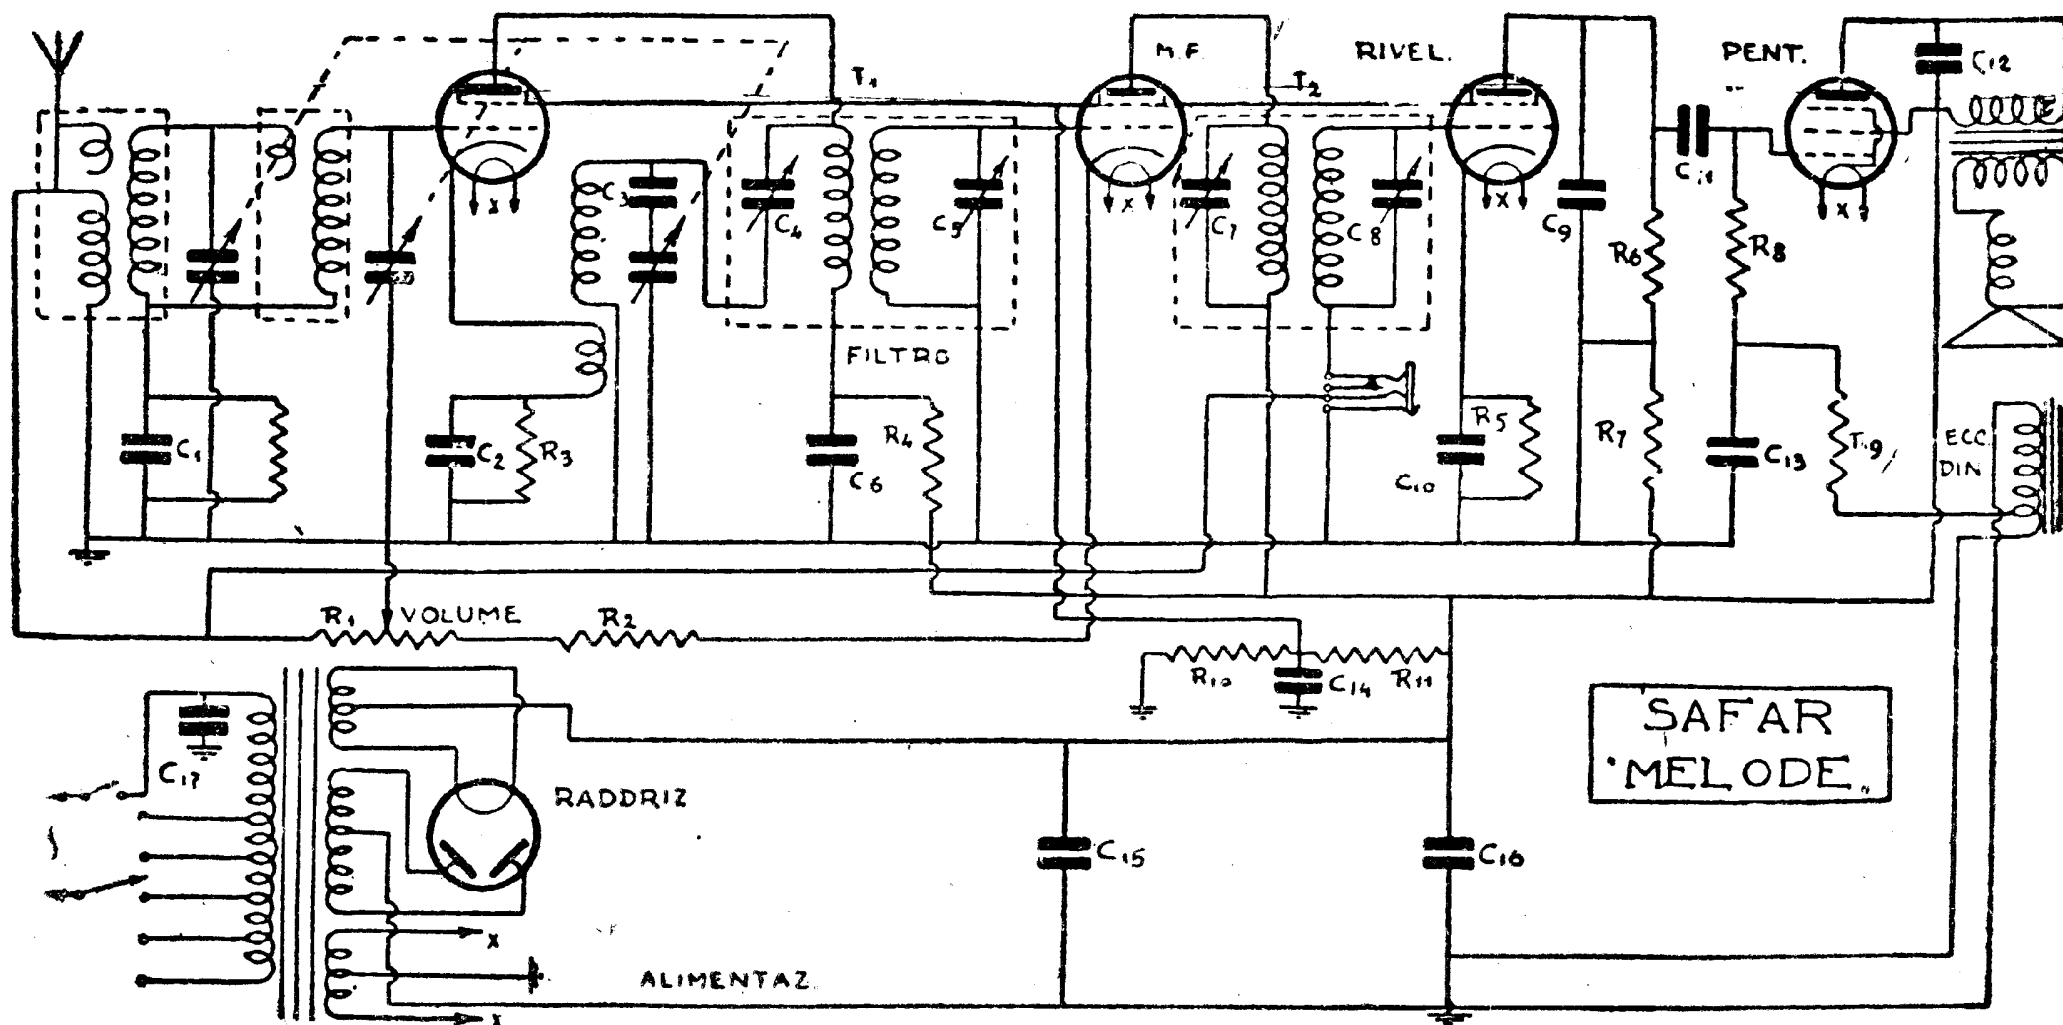 M.F.
RIVEL.
PENT.
T1
T2
C12
C3
C4
C5
C7
C8
C9
C11
R6
R8
X
X
X
X
FILTRO
C1
C2
R3
C6
R4
R5
C10
R7
C13
ECC.
DIN
R1
VOLUME
R2
R10
C14
R11
SAFAR
"MELODE"
C17
RADDRIZ
C15
C16
X
ALIMENTAZ
X